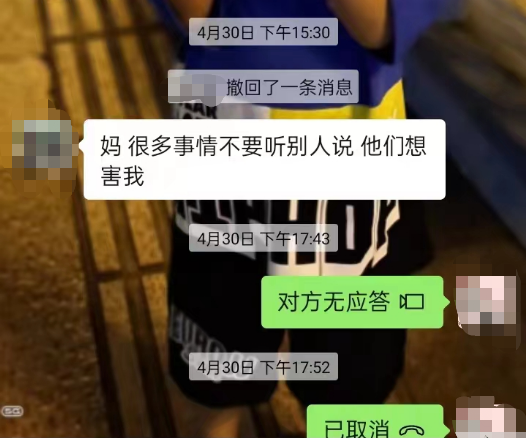 4月30日 下午15:30
撤回了一条消息
妈 很多事情不要听别人说 他们想
害我
4月30日 下午17:43
对方无应答
4月30日 下午17:52
已取消